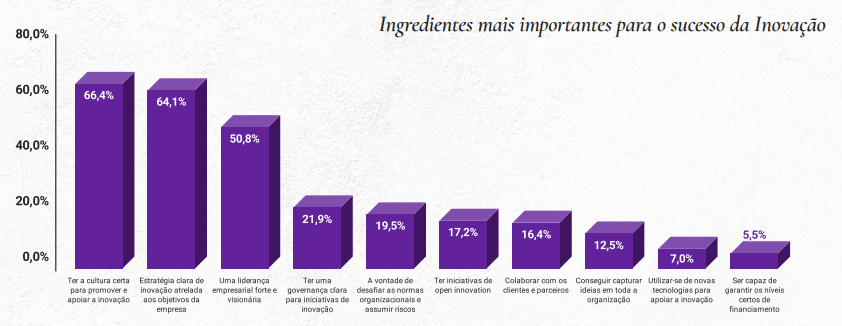 Ingredientes mais importantes para o sucesso da Inovação
80,0%
60,0%
40,0%
20,0%
0,0%
66,4%
64,1%
50,8%
21,9%
19,5%
17,2%
16,4%
12,5%
7,0%
5,5%
Ter a cultura certa
para promover e
apoiar a inovação
Estratégia clara de
inovação atrelada
aos objetivos da
empresa
Uma liderança
empresarial forte e
visionária
Ter uma
governança clara
para iniciativas de
inovação
A vontade de
desafiar as normas
organizacionais e
assumir riscos
Ter iniciativas de
open innovation
Colaborar com os
clientes e parceiros
Conseguir capturar
ideias em toda a
organização
Utilizar-se de novas
tecnologias para
apoiar a inovação
Ser capaz de
garantir os níveis
certos de
financiamento